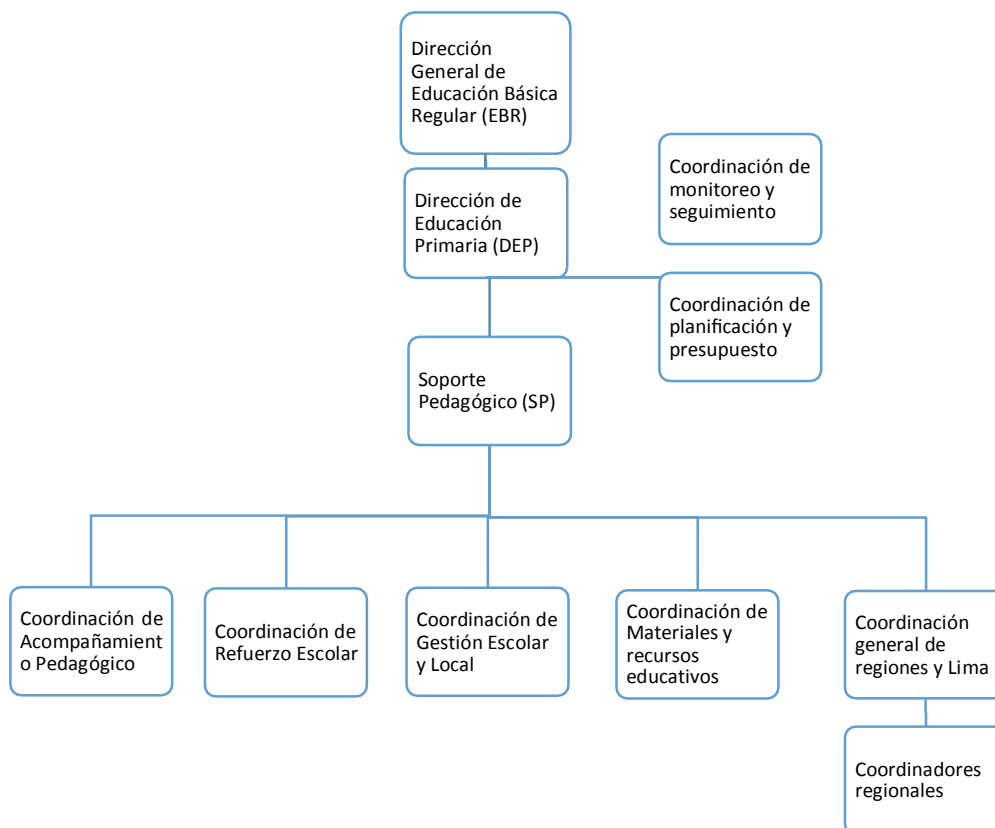 Dirección
General de
Educación Básica
Regular (EBR)
Coordinación de
monitoreo y
seguimiento
Dirección de
Educación
Primaria (DEP)
Coordinación de
planificación y
presupuesto
Soporte
Pedagógico (SP)
Coordinación de
Acompañamient
o Pedagógico
Coordinación de
Refuerzo Escolar
Coordinación de
Gestión Escolar
y Local
Coordinación de
Materiales y
recursos
educativos
Coordinación
general de
regiones y Lima
Coordinadores
regionales